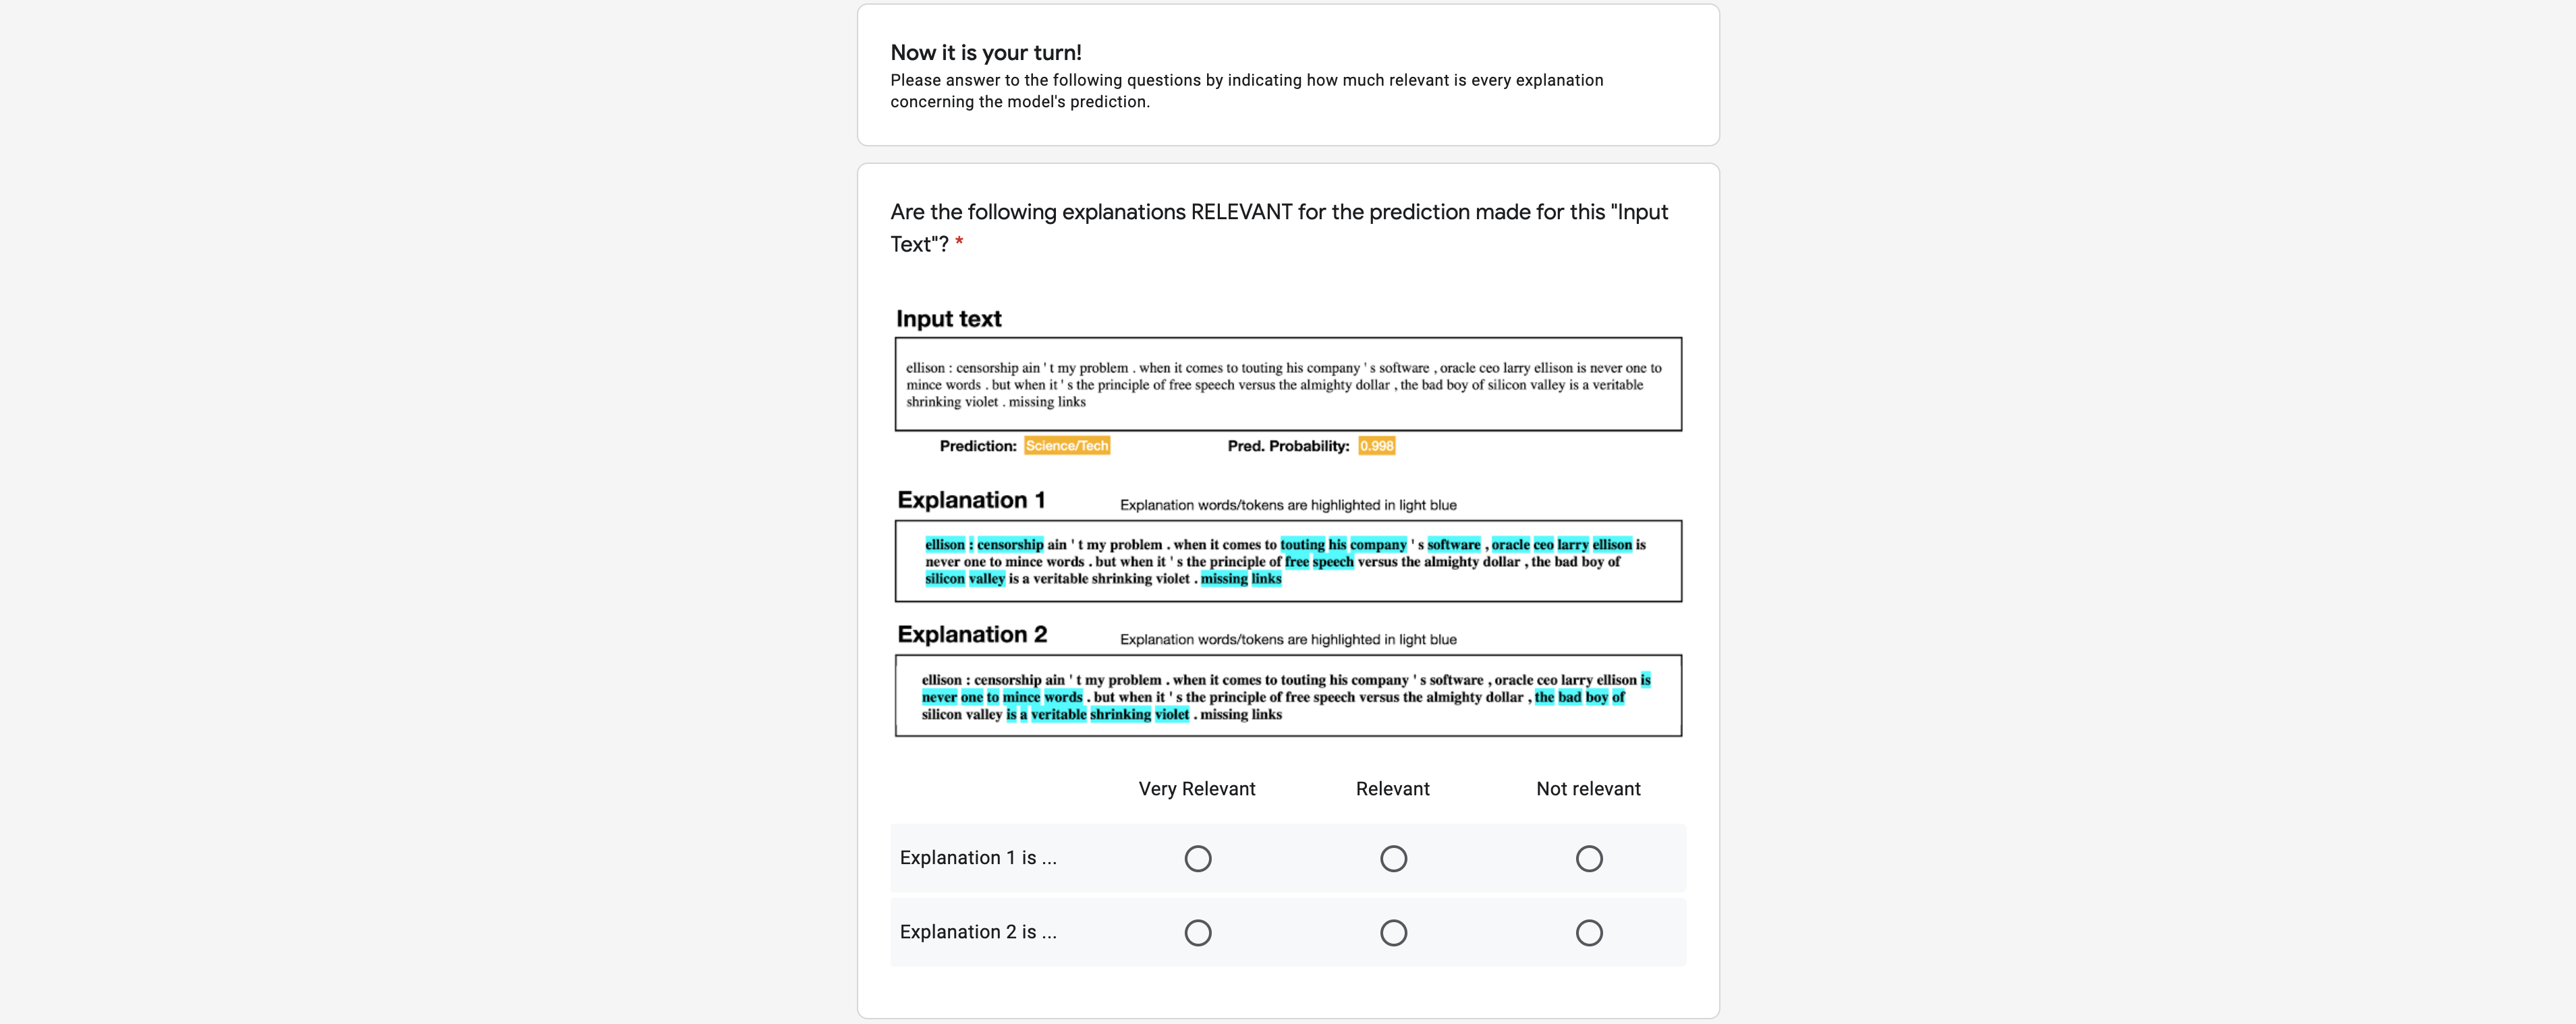 Now it is your turn!
Please answer to the following questions by indicating how much relevant is every explanation
concerning the model's prediction.
Are the following explanations RELEVANT for the prediction made for this "Input
Text"? *
Input text
ellison : censorship ain ' t my problem . when it comes to touting his company ' s software , oracle ceo larry ellison is never one to
mince words . but when it ' s the principle of free speech versus the almighty dollar , the bad boy of silicon valley is a veritable
shrinking violet . missing links
Prediction: Science/Tech Pred. Probability: 0.998
Explanation 1 Explanation words/tokens are highlighted in light blue
ellison : censorship ain ' t my problem . when it comes to touting his company ' s software , oracle ceo larry ellison is
never one to mince words . but when it ' s the principle of free speech versus the almighty dollar , the bad boy of
silicon valley is a veritable shrinking violet . missing links
Explanation 2 Explanation words/tokens are highlighted in light blue
ellison : censorship ain ' t my problem . when it comes to touting his company ' s software , oracle ceo larry ellison is
never one to mince words . but when it ' s the principle of free speech versus the almighty dollar , the bad boy of
silicon valley is a veritable shrinking violet . missing links
Very Relevant Relevant Not relevant
Explanation 1 is ...
Explanation 2 is ...